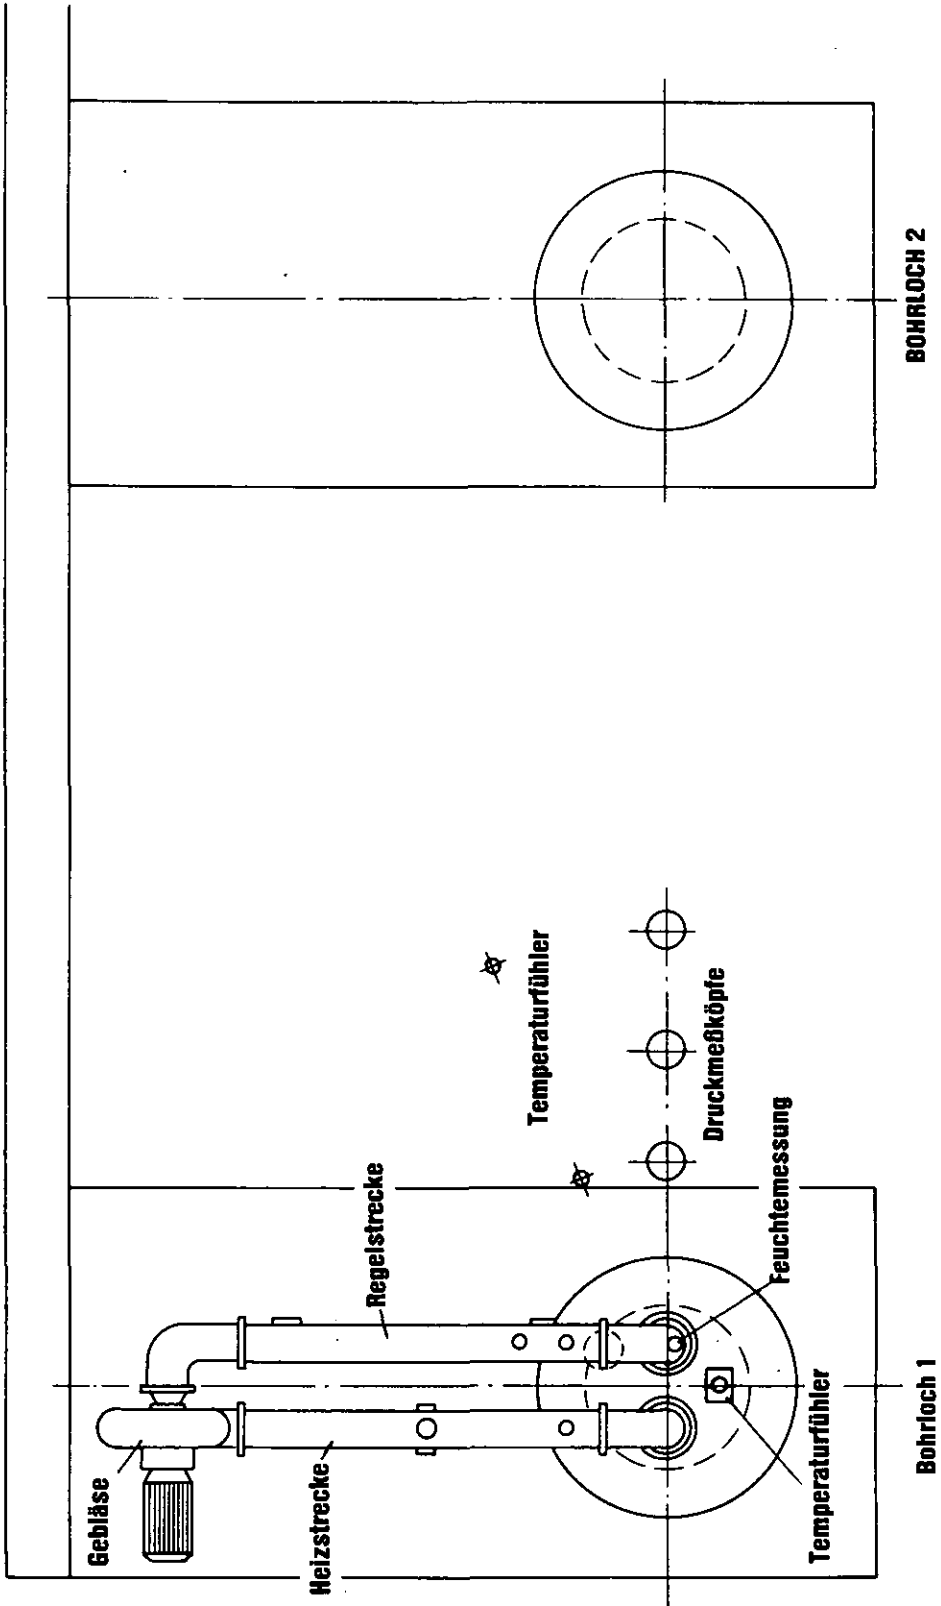 Gebläse
Heizstrecke
Regelstrecke
Temperaturfühler
Druckmeßköpfe
Feuchtemessung
Temperaturfühler
Bohrloch 1
BOHRLOCH 2